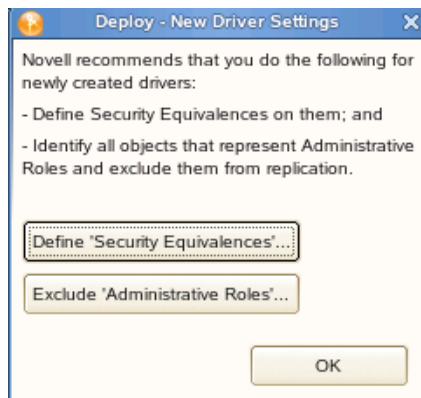 Deploy - New Driver Settings
Novell recommends that you do the following for
newly created drivers:
- Define Security Equivalences on them; and
- Identify all objects that represent Administrative
Roles and exclude them from replication.
Define 'Security Equivalences'...
Exclude 'Administrative Roles'...
OK